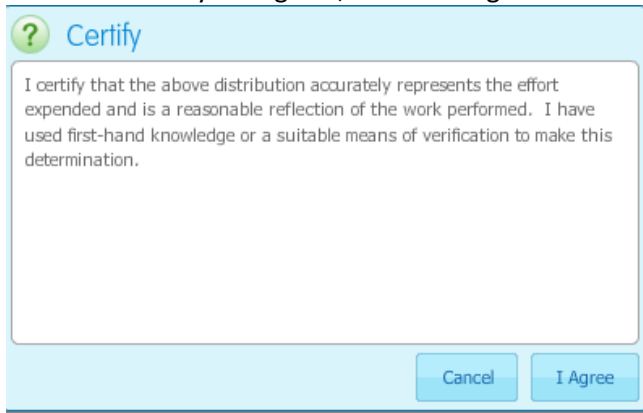 ? Certify
I certify that the above distribution accurately represents the effort
expended and is a reasonable reflection of the work performed.  I have
used first-hand knowledge or a suitable means of verification to make this
determination.
Cancel I Agree